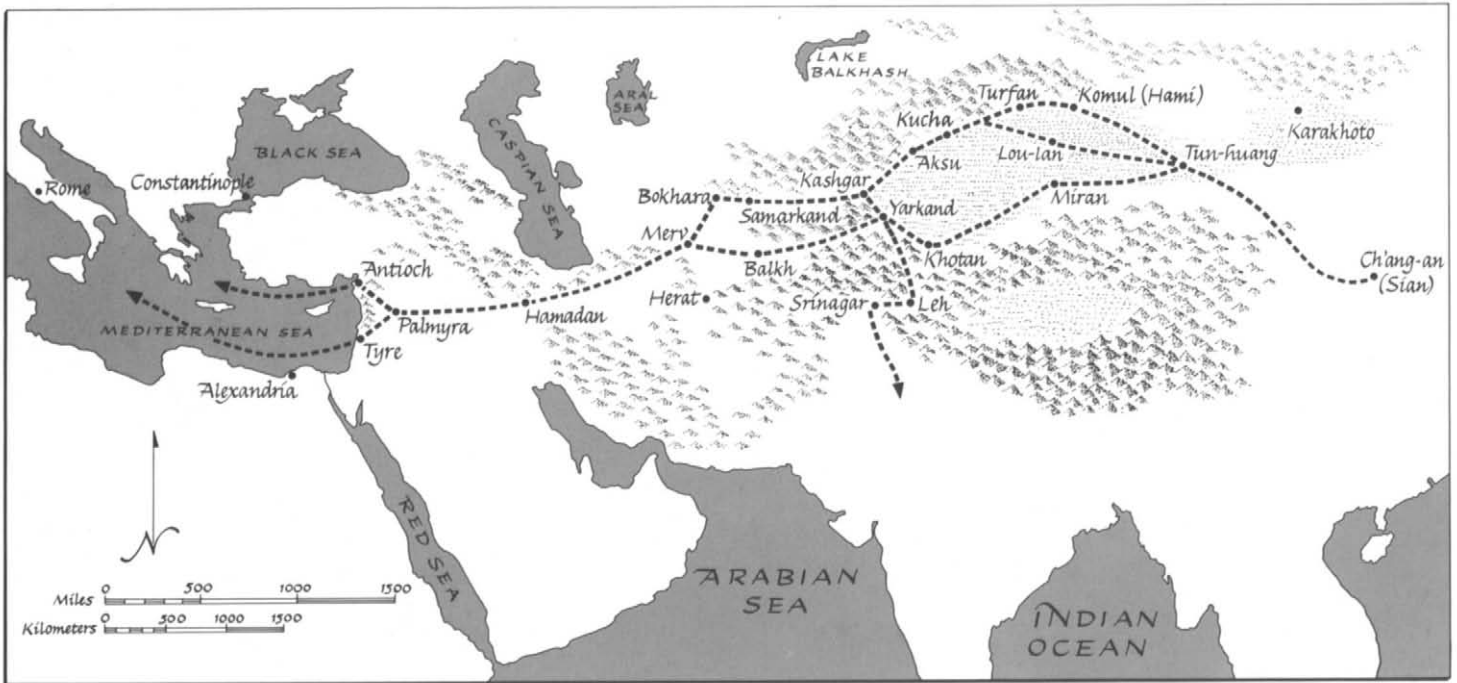 LAKE
BALKHASH
ARAL
SEA
CASPIAN SEA
BLACK SEA
Rome
Constantinople
Turfan
Komul (Hami)
Karakhoto
Kucha
Aksu
Lou-lan
Tun-huang
Kashgar
Bokhara
Samarkand
Yarkand
Miran
Merv
Balkh
Khotan
Ch'ang-an
(Sian)
Antioch
Herat
Srinagar
Leh
Palmyra
Hamadan
MEDITERRANEAN SEA
Tyre
Alexandria
N
RED SEA
ARABIAN
SEA
INDIAN
OCEAN
Miles 0 500 1000 1500
Kilometers 0 500 1000 1500